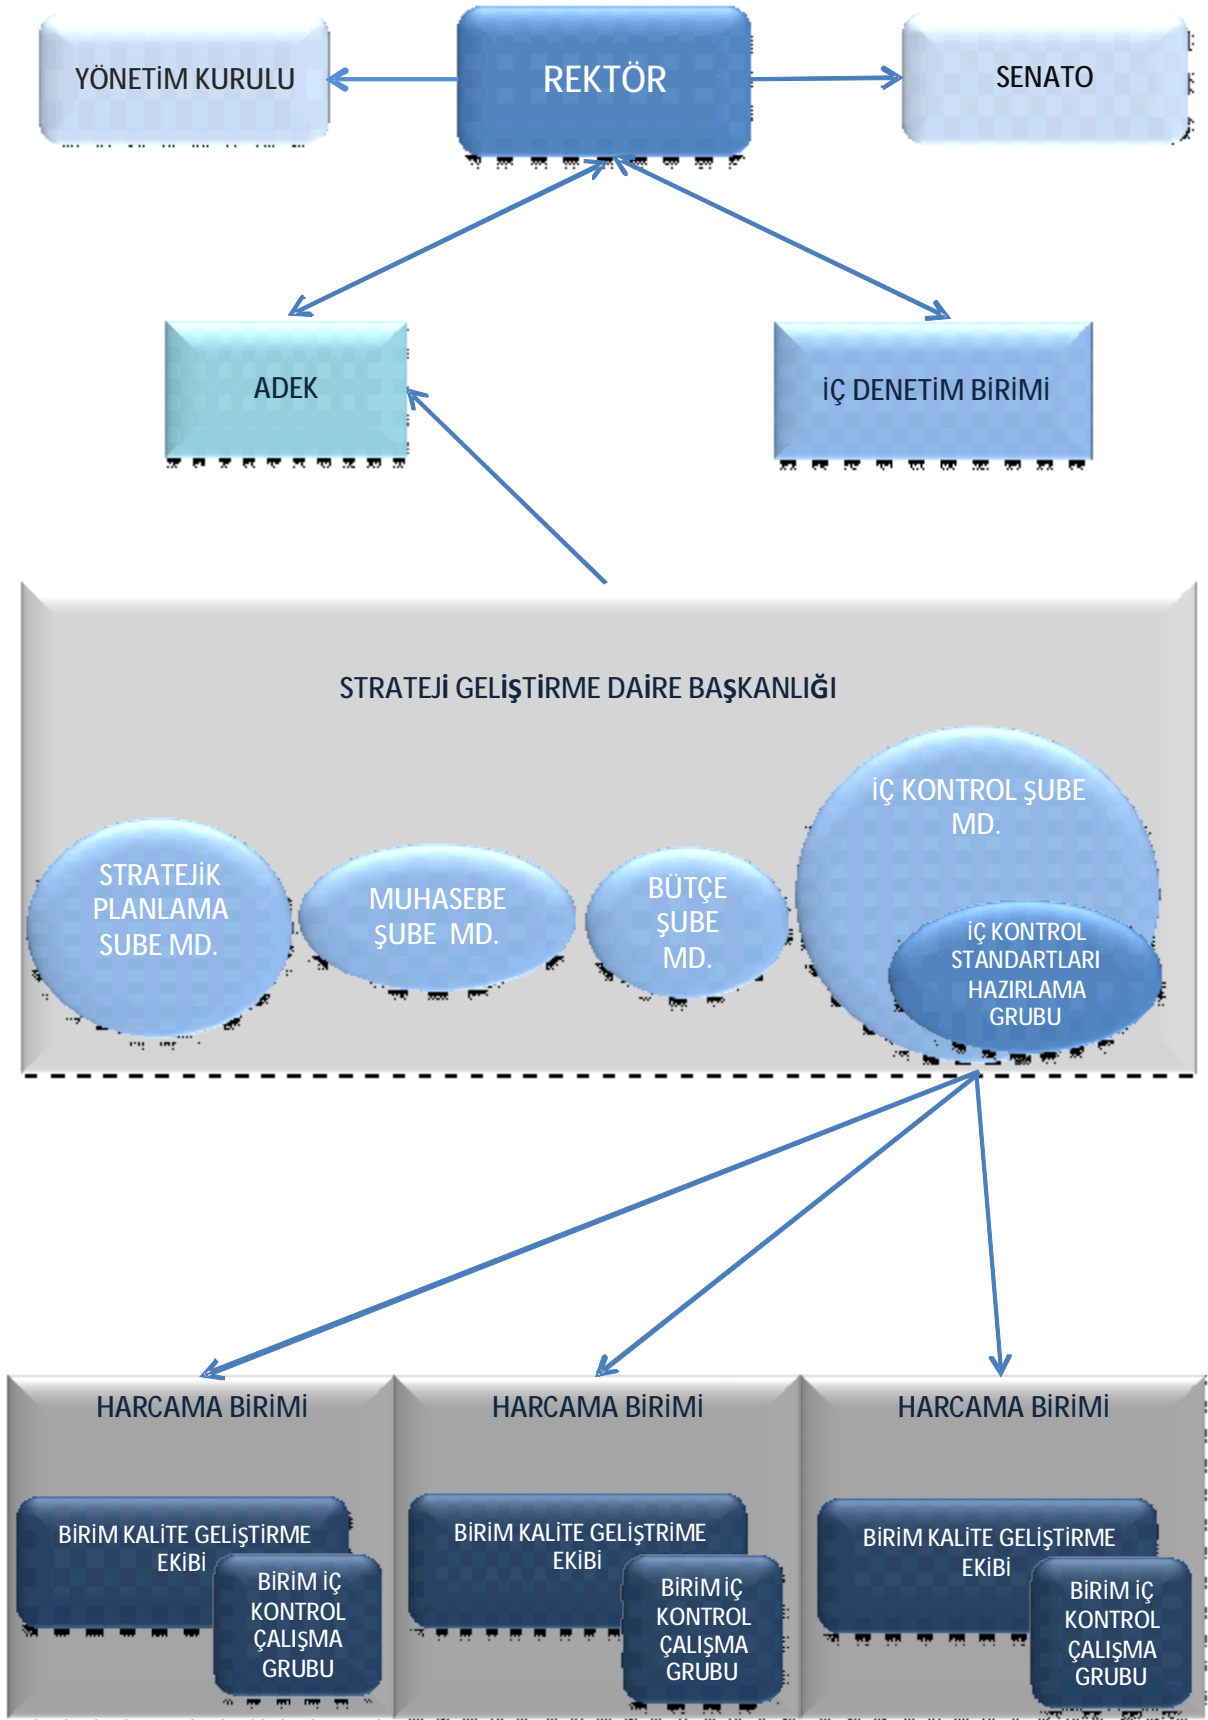 YÖNETİM KURULU
REKTÖR
SENATO
ADEK
İÇ DENETİM BİRİMİ
STRATEJİ GELİŞTİRME DAİRE BAŞKANLIĞI
STRATEJİK
PLANLAMA
SUBE MD.
MUHASEBE
ŞUBE MD.
BÜTÇE
ŞUBE
MD.
İÇ KONTROL ŞUBE
MD.
İÇ KONTROL
STANDARTLARI
HAZIRLAMA
GRUBU
HARCAMA BİRİMİ
BİRİM KALİTE GELİŞTİRME
EKİBİ
BİRİM İÇ
KONTROL
ÇALIŞMA
GRUBU
HARCAMA BİRİMİ
BİRİM KALİTE GELİŞTRİME
EKİBİ
BİRİM İÇ
KONTROL
ÇALIŞMA
GRUBU
HARCAMA BİRİMİ
BİRİM KALİTE GELİŞTİRME
EKİBİ
BİRİM İÇ
KONTROL
ÇALIŞMA
GRUBU